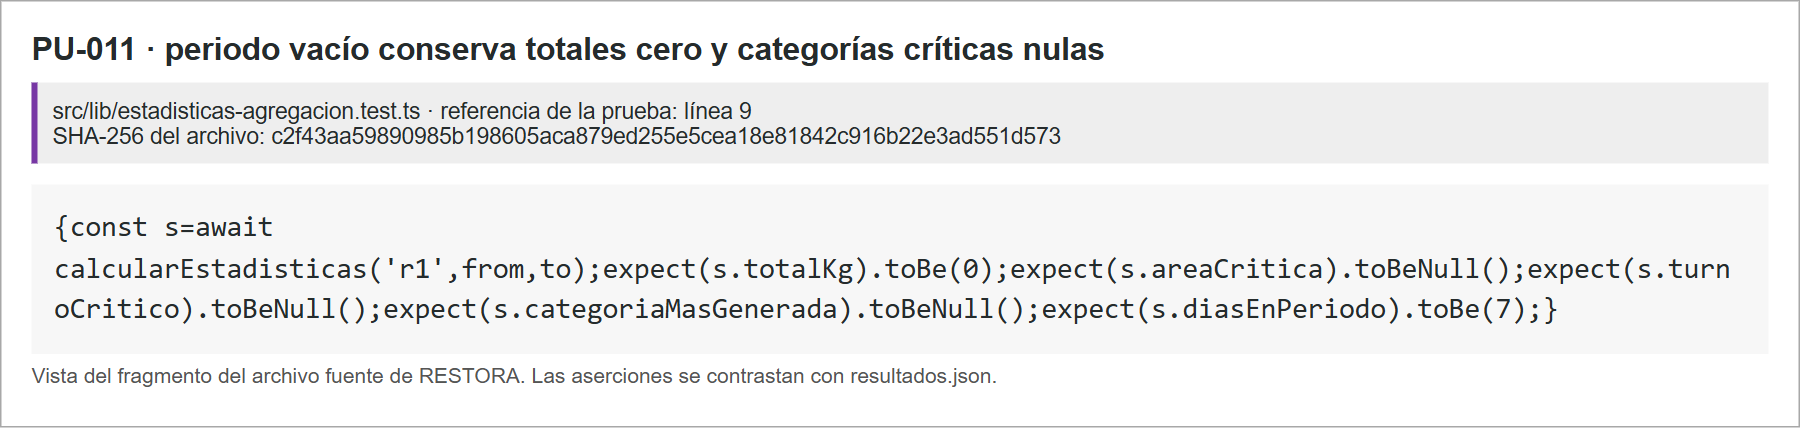 PU-011 · periodo vacío conserva totales cero y categorías críticas nulas
src/lib/estadisticas-agregacion.test.ts · referencia de la prueba: línea 9
SHA-256 del archivo: c2f43aa59890985b198605aca879ed255e5cea18e81842c916b22e3ad551d573
{const s=await
calcularEstadisticas('r1',from,to);expect(s.totalKg).toBe(0);expect(s.areaCritica).toBeNull();expect(s.turn
oCritico).toBeNull();expect(s.categoriaMasGenerada).toBeNull();expect(s.diasEnPeriodo).toBe(7);}
Vista del fragmento del archivo fuente de RESTORA. Las aserciones se contrastan con resultados.json.